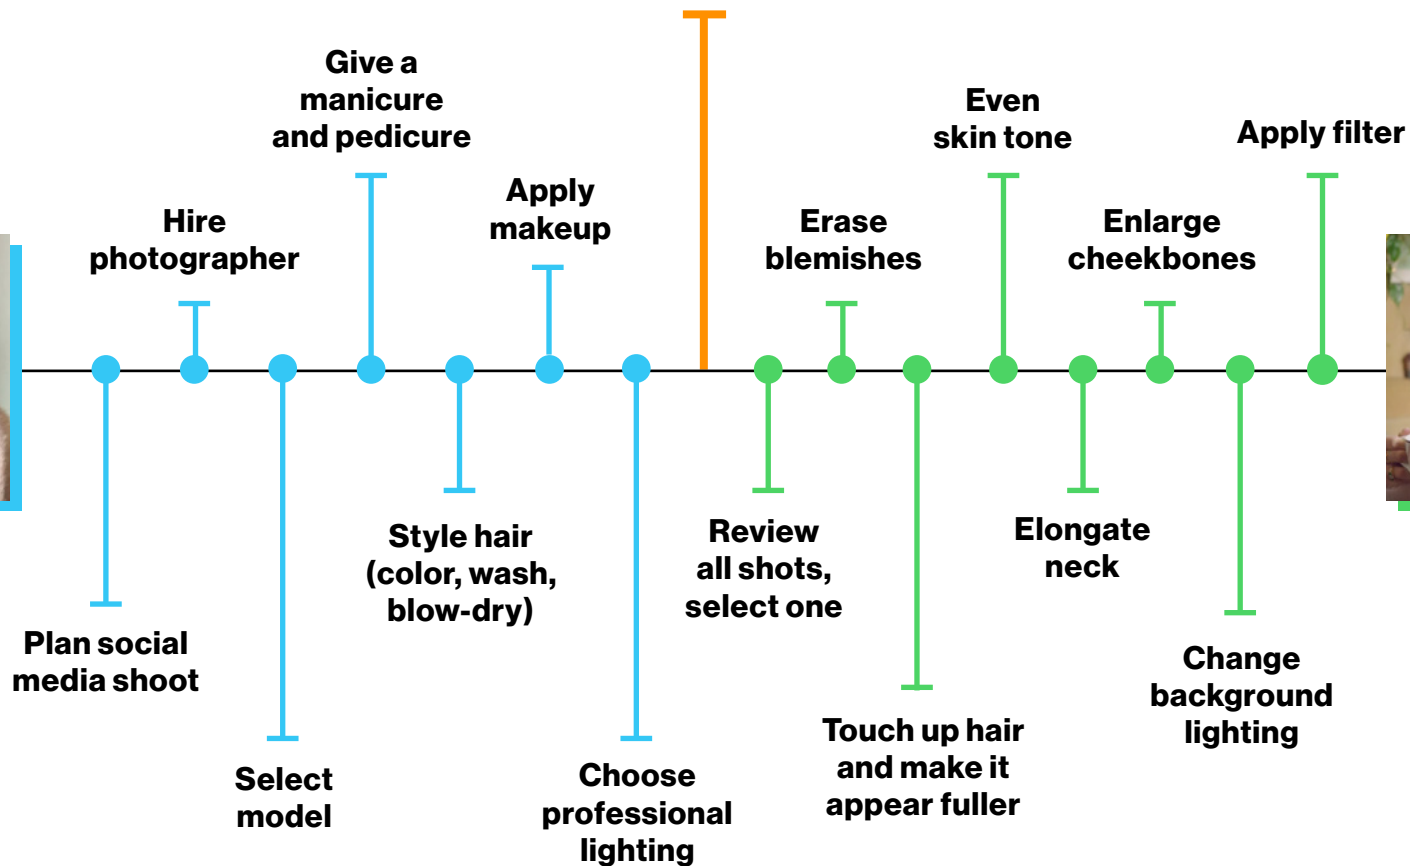 Plan social
media shoot
Hire
photographer
Select
model
Give a
manicure
and pedicure
Style hair
(color, wash,
blow-dry)
Apply
makeup
Choose
professional
lighting
Review
all shots,
select one
Erase
blemishes
Touch up hair
and make it
appear fuller
Even
skin tone
Elongate
neck
Enlarge
cheekbones
Change
background
lighting
Apply filter